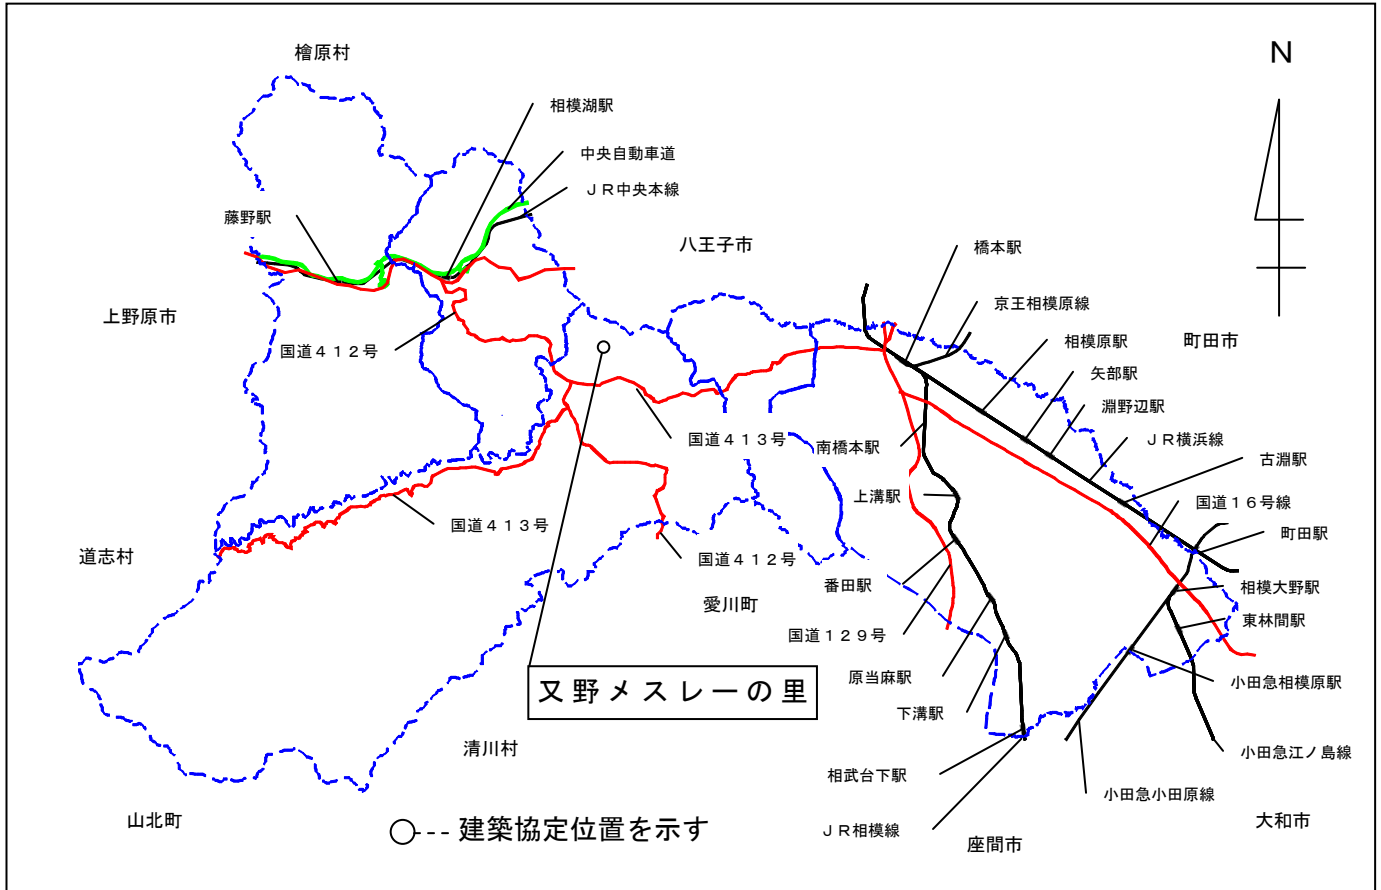 檜原村
N
相模湖駅
中央自動車道
ＪＲ中央本線
藤野駅
八王子市
橋本駅
京王相模原線
上野原市
相模原駅
町田市
国道４１２号
矢部駅
淵野辺駅
国道４１３号
南橋本駅
ＪＲ横浜線
古淵駅
上溝駅
国道１６号線
国道４１３号
町田駅
道志村
国道４１２号
番田駅
相模大野駅
愛川町
東林間駅
国道１２９号
原当麻駅
小田急相模原駅
又野メスレーの里
下溝駅
清川村
小田急江ノ島線
相武台下駅
小田急小田原線
山北町
○---建築協定位置を示す
ＪＲ相模線
大和市
座間市